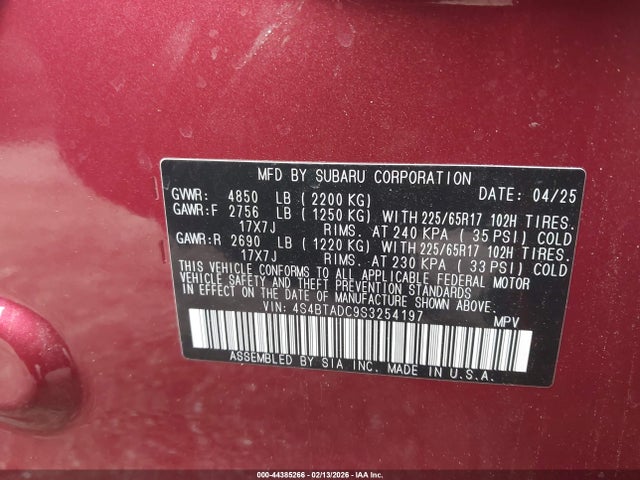 MFD BY SUBARU CORPORATION
GVWR: 4850 LB (2200 KG) DATE: 04/25
GAWR:F 2756 LB (1250 KG) WITH 225/65R17 102H TIRES.
17X7J RIMS. AT 240 KPA (35 PSI) COLD
GAWR:R 2690 LB (1220 KG) WITH 225/65R17 102H TIRES.
17X7J RIMS. AT 230 KPA (33 PSI) COLD
THIS VEHICLE CONFORMS TO ALL APPLICABLE FEDERAL MOTOR
VEHICLE SAFETY AND THEFT PREVENTION STANDARDS
IN EFFECT ON THE DATE OF MANUFACTURE SHOWN ABOVE.
VIN: 4S4BTADC9S3254197 MPV
ASSEMBLED BY SIA INC. MADE IN U.S.A.
000-44385266 - 02/13/2026 - IAA Inc.